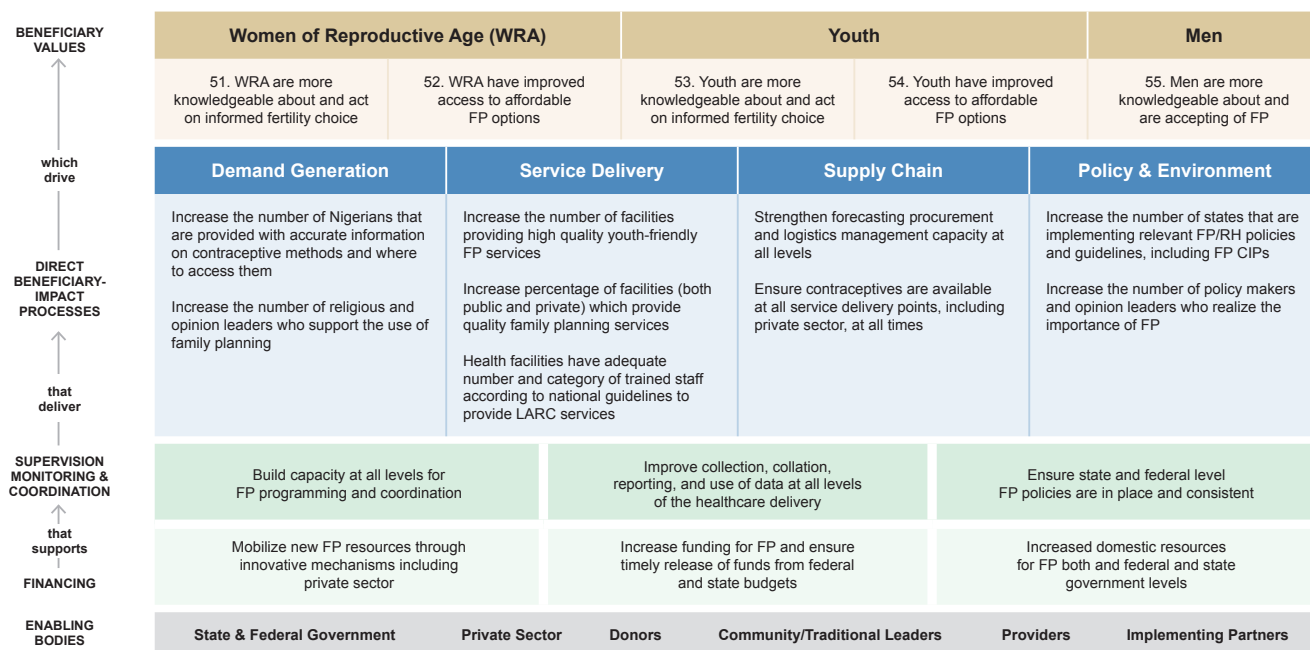 BENEFICIARY
VALUES
Women of Reproductive Age (WRA)
Youth
Men
51. WRA are more
knowledgeable about and act
on informed fertility choice
52. WRA have improved
access to affordable
FP options
53. Youth are more
knowledgeable about and act
on informed fertility choice
54. Youth have improved
access to affordable
FP options
55. Men are more
knowledgeable about and
are accepting of FP
which
drive
Demand Generation
Service Delivery
Supply Chain
Policy & Environment
DIRECT
BENEFICIARY-
IMPACT
PROCESSES
Increase the number of Nigerians that
are provided with accurate information
on contraceptive methods and where
to access them
Increase the number of religious and
opinion leaders who support the use of
family planning
Increase the number of facilities
providing high quality youth-friendly
FP services
Increase percentage of facilities (both
public and private) which provide
quality family planning services
Health facilities have adequate
number and category of trained staff
according to national guidelines to
provide LARC services
Strengthen forecasting procurement
and logistics management capacity at
all levels
Ensure contraceptives are available
at all service delivery points, including
private sector, at all times
Increase the number of states that are
implementing relevant FP/RH policies
and guidelines, including FP CIPs
Increase the number of policy makers
and opinion leaders who realize the
importance of FP
that
deliver
SUPERVISION
MONITORING &
COORDINATION
Build capacity at all levels for
FP programming and coordination
Improve collection, collation,
reporting, and use of data at all levels
of the healthcare delivery
Ensure state and federal level
FP policies are in place and consistent
that
supports
FINANCING
Mobilize new FP resources through
innovative mechanisms including
private sector
Increase funding for FP and ensure
timely release of funds from federal
and state budgets
Increased domestic resources
for FP both and federal and state
government levels
ENABLING
BODIES
State & Federal Government
Private Sector
Donors
Community/Traditional Leaders
Providers
Implementing Partners